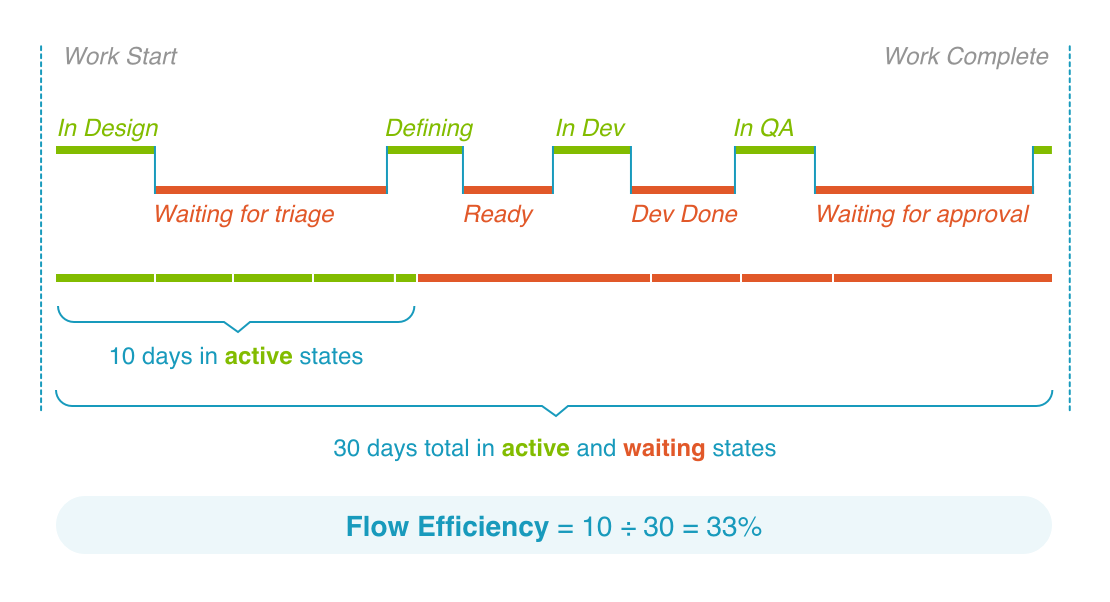 Work Start
Work Complete
In Design
Defining
In Dev
In QA
Waiting for triage
Ready
Dev Done
Waiting for approval
10 days in active states
30 days total in active and waiting states
Flow Efficiency = 10 ÷ 30 = 33%